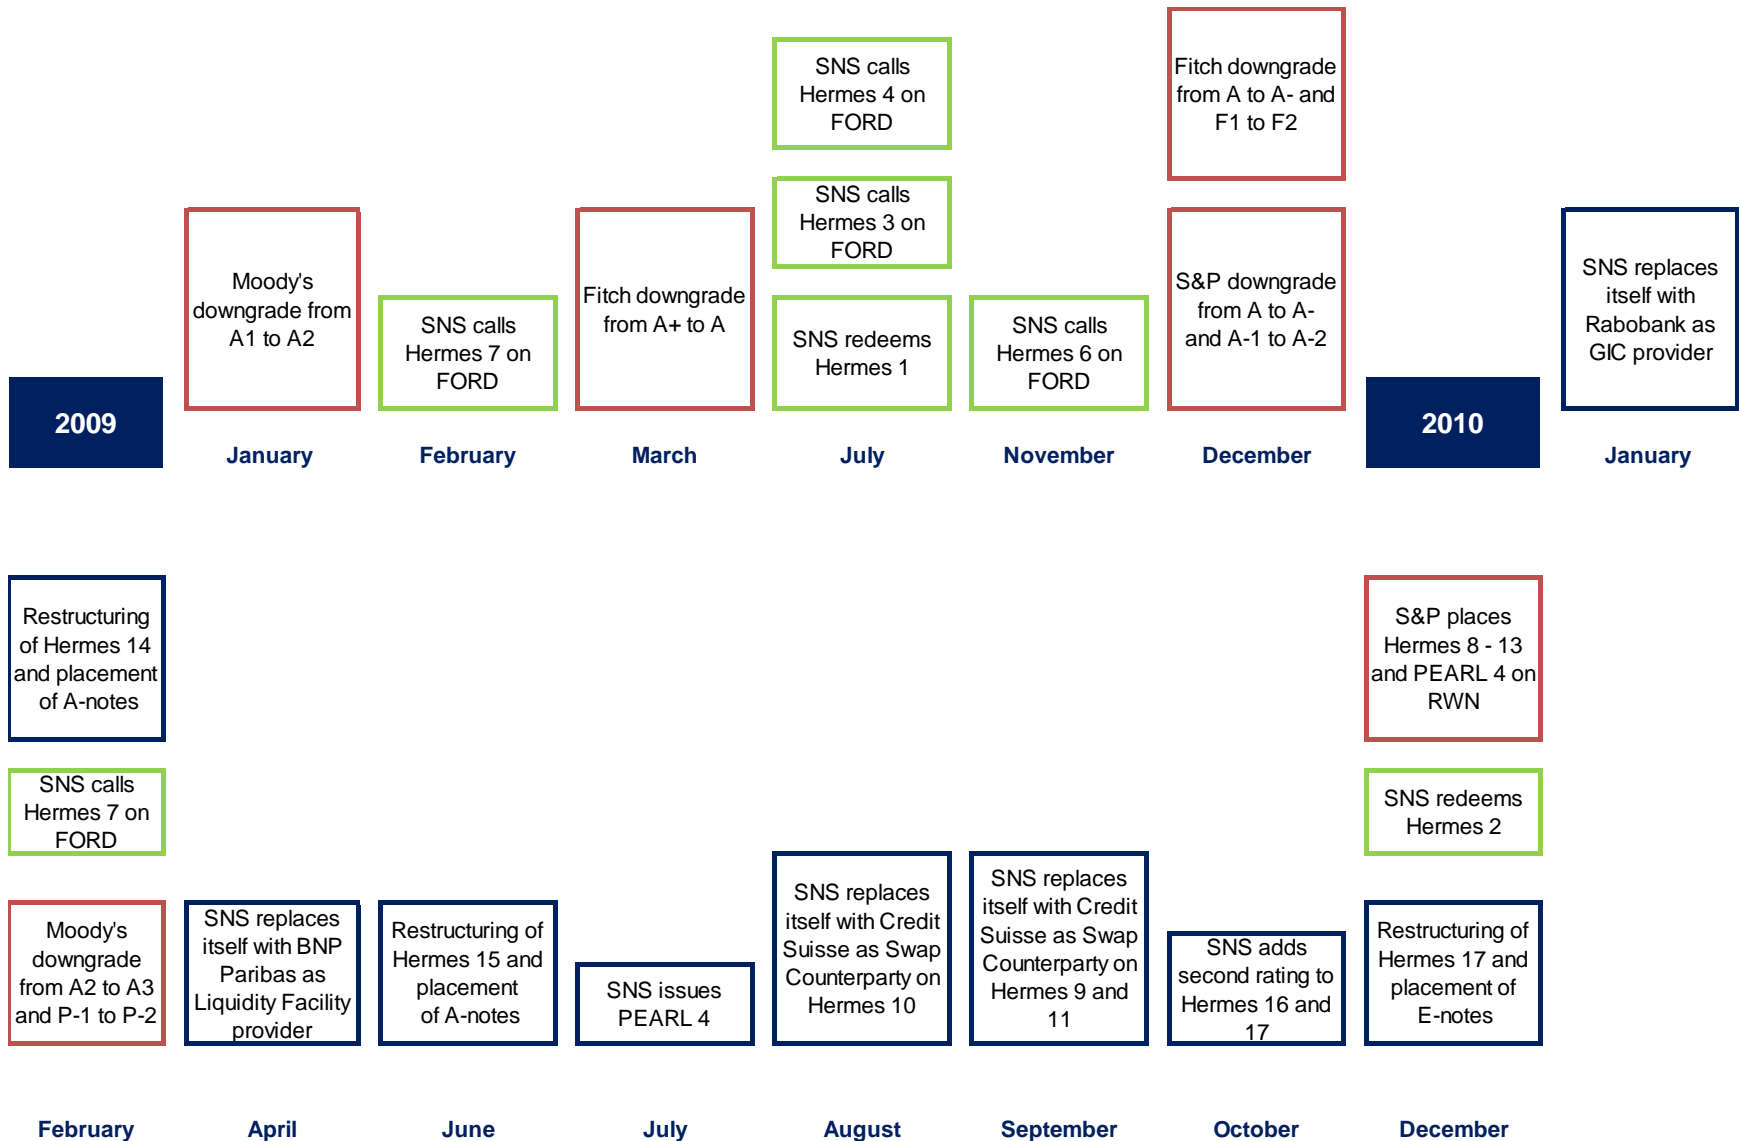 2009
Moody's
downgrade from
A1 to A2
January
SNS calls
Hermes 7 on
FORD
February
Fitch downgrade
from A+ to A
March
SNS calls
Hermes 4 on
FORD
SNS calls
Hermes 3 on
FORD
SNS redeems
Hermes 1
July
SNS calls
Hermes 6 on
FORD
November
Fitch downgrade
from A to A- and
F1 to F2
S&P downgrade
from A to A-
and A-1 to A-2
December
2010
SNS replaces
itself with
Rabobank as
GIC provider
January
Restructuring
of Hermes 14
and placement
of A-notes
SNS calls
Hermes 7 on
FORD
Moody's
downgrade
from A2 to A3
and P-1 to P-2
February
SNS replaces
itself with BNP
Paribas as
Liquidity Facility
provider
April
Restructuring of
Hermes 15 and
placement
of A-notes
June
SNS issues
PEARL 4
July
SNS replaces
itself with Credit
Suisse as Swap
Counterparty on
Hermes 10
August
SNS replaces
itself with Credit
Suisse as Swap
Counterparty on
Hermes 9 and
11
September
SNS adds
second rating to
Hermes 16 and
17
October
S&P places
Hermes 8 - 13
and PEARL 4 on
RWN
SNS redeems
Hermes 2
Restructuring of
Hermes 17 and
placement of
E-notes
December